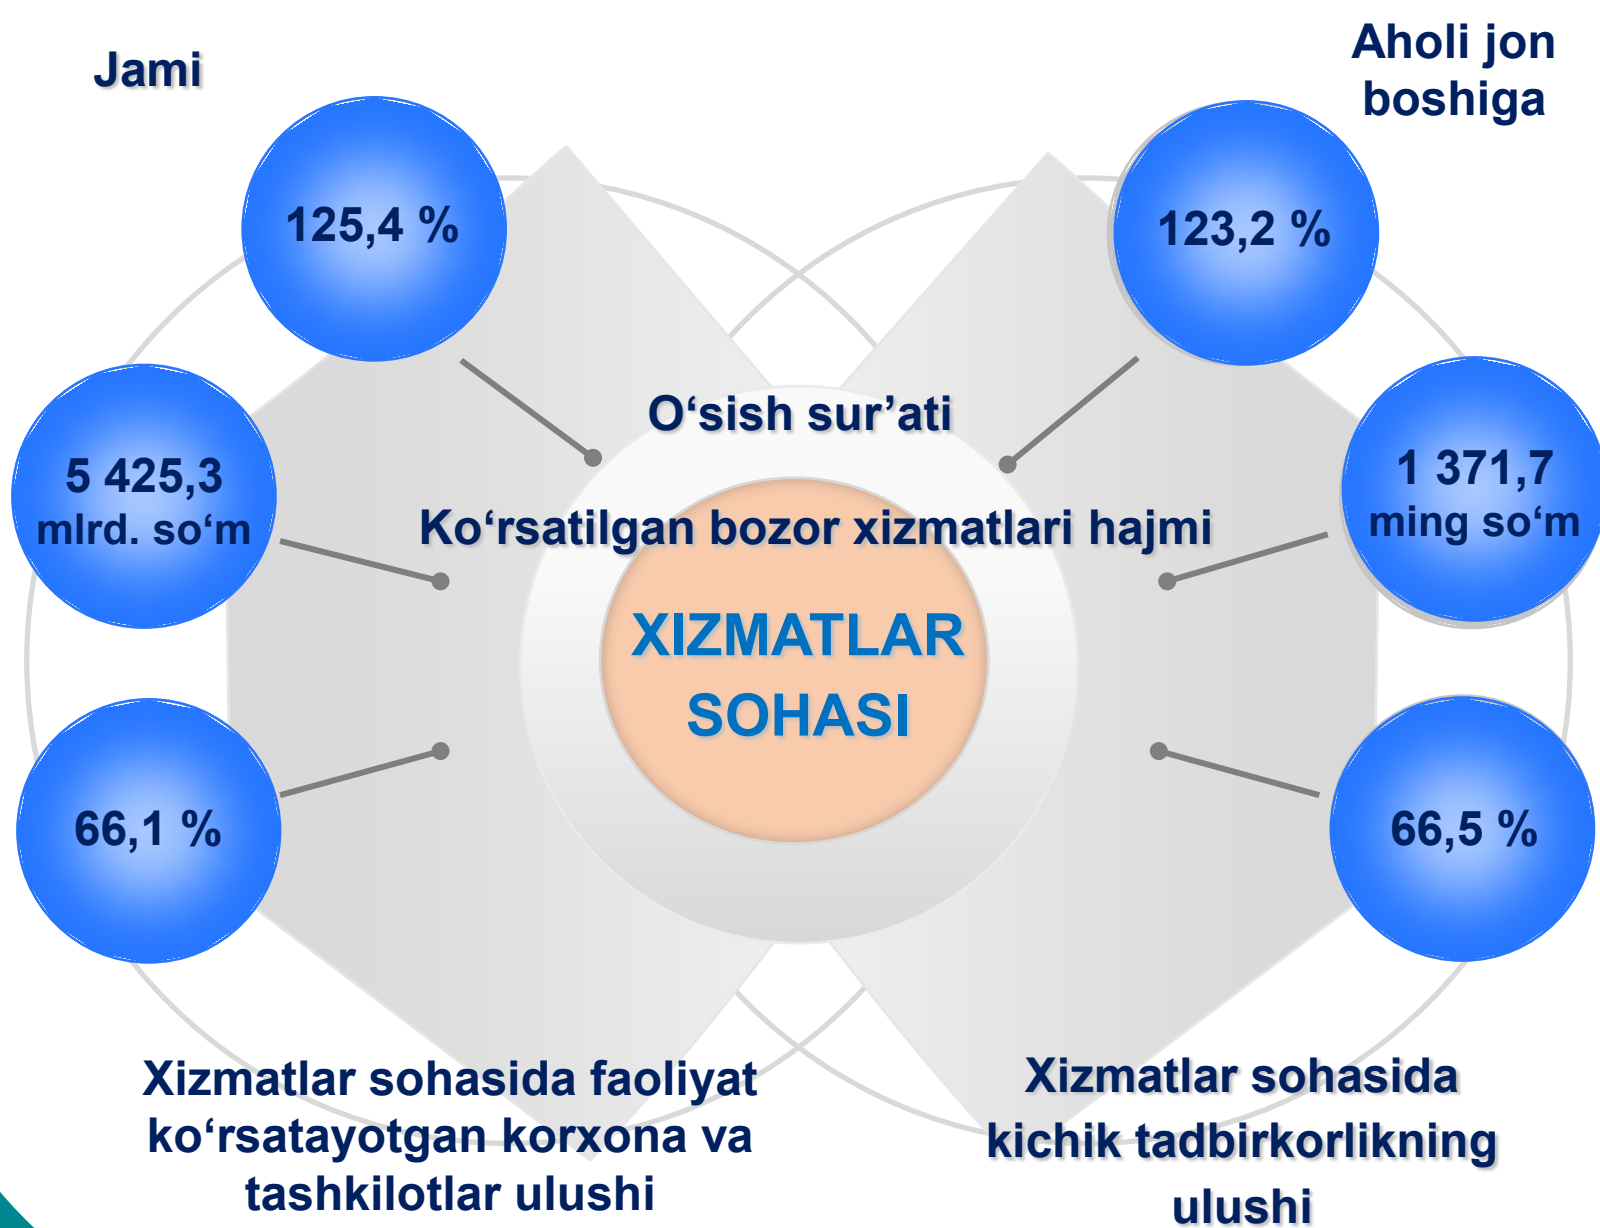 Jami
Aholi jon
boshiga
125,4 %
123,2 %
O‘sish sur’ati
5 425,3
mlrd. so‘m
1 371,7
ming so‘m
Ko‘rsatilgan bozor xizmatlari hajmi
XIZMATLAR
SOHASI
66,1 %
66,5 %
Xizmatlar sohasida faoliyat
ko‘rsatayotgan korxona va
tashkilotlar ulushi
Xizmatlar sohasida
kichik tadbirkorlikning
ulushi